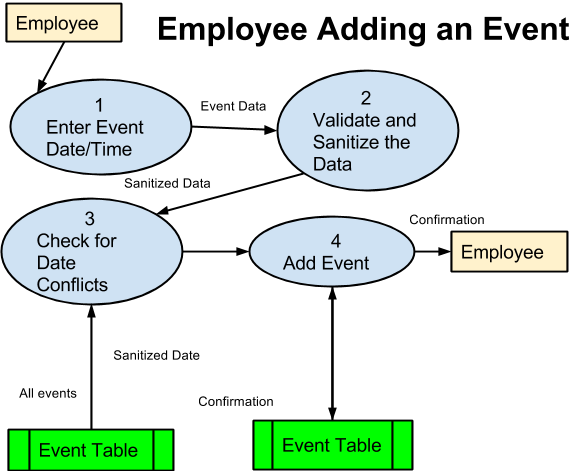 Employee
Employee Adding an Event
1
Enter Event
Date/Time
Event Data
2
Validate and
Sanitize the
Data
Sanitized Data
3
Check for
Date
Conflicts
4
Add Event
Confirmation
Employee
Sanitized Date
All events
Confirmation
Event Table
Event Table